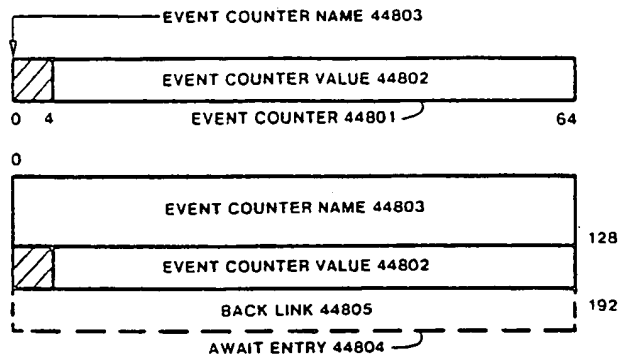 EVENT COUNTER NAME 44803
EVENT COUNTER VALUE 44802
0 4 EVENT COUNTER 44801 64
0
EVENT COUNTER NAME 44803
128
EVENT COUNTER VALUE 44802
BACK LINK 44805 192
AWAIT ENTRY 44804